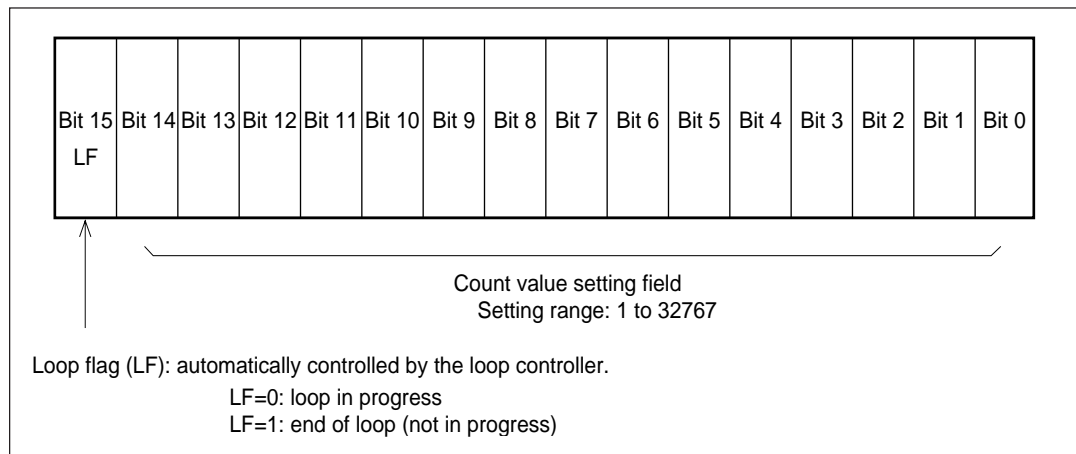 Bit 15 Bit 14 Bit 13 Bit 12 Bit 11 Bit 10 Bit 9 Bit 8 Bit 7 Bit 6 Bit 5 Bit 4 Bit 3 Bit 2 Bit 1 Bit 0
LF
Count value setting field
Setting range: 1 to 32767
Loop flag (LF): automatically controlled by the loop controller.
LF=0: loop in progress
LF=1: end of loop (not in progress)